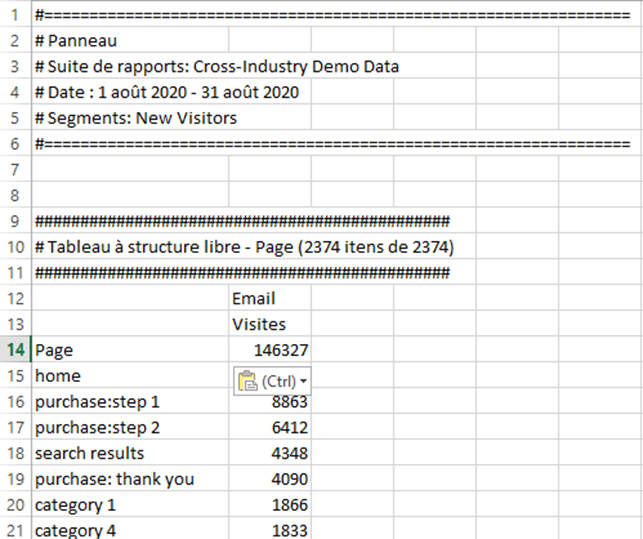 1 #=================================================================
2 # Panneau
3 # Suite de rapports: Cross-Industry Demo Data
4 # Date : 1 août 2020 - 31 août 2020
5 # Segments: New Visitors
6 #=================================================================
7
8
9 ##############################################
10 # Tableau à structure libre - Page (2374 itens de 2374)
11 ##############################################
12 Email
13 Visites
14 Page 146327
15 home (Ctrl)
16 purchase:step 1 8863
17 purchase:step 2 6412
18 search results 4348
19 purchase: thank you 4090
20 category 1 1866
21 category 4 1833